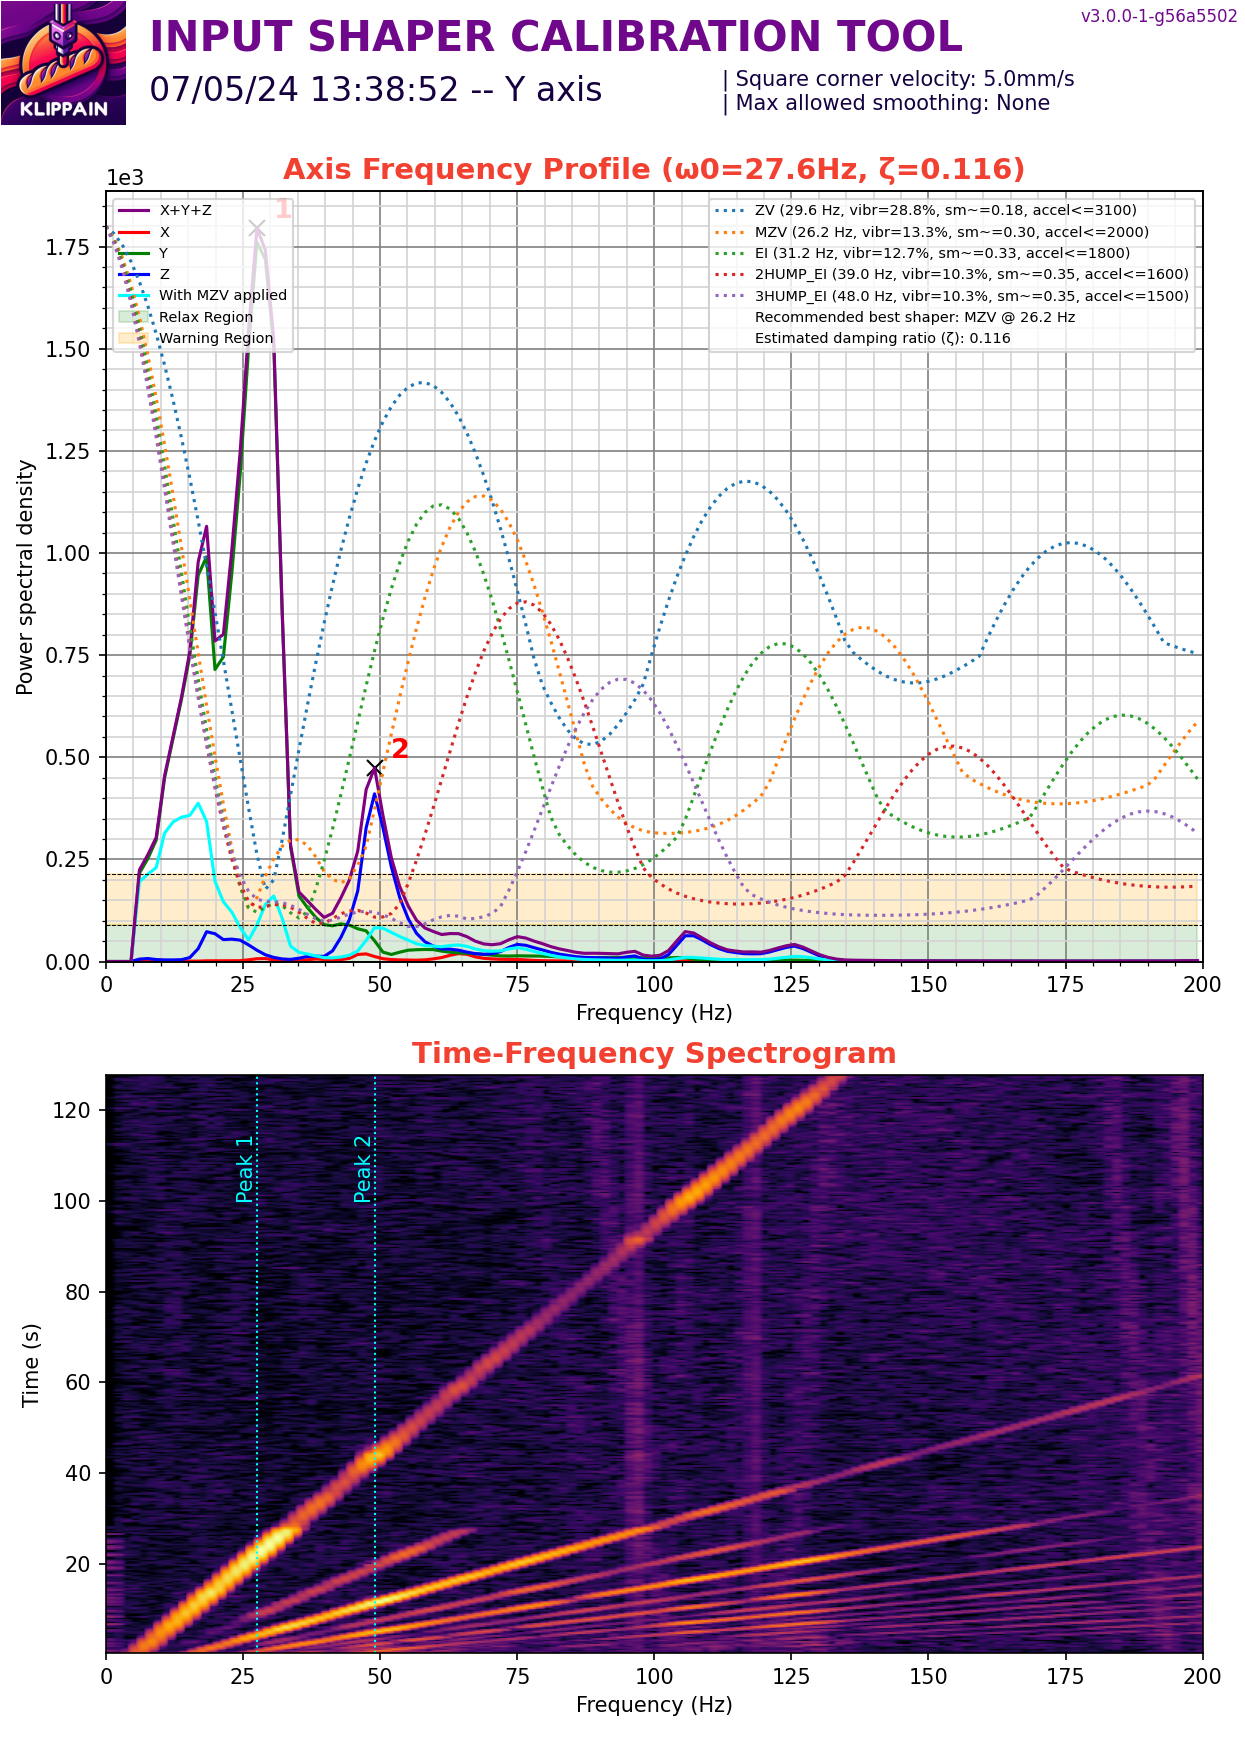 v3.0.0-1-g56a5502
INPUT SHAPER CALIBRATION TOOL
07/05/24 13:38:52 -- Y axis
| Square corner velocity: 5.0mm/s
| Max allowed smoothing: None
KLIPPAIN
Axis Frequency Profile (ω0=27.6Hz, ζ=0.116)
1e3
1
X+Y+Z
X
Y
Z
With MZV applied
Relax Region
Warning Region
ZV (29.6 Hz, vibr=28.8%, sm~=0.18, accel<=3100)
MZV (26.2 Hz, vibr=13.3%, sm~=0.30, accel<=2000)
EI (31.2 Hz, vibr=12.7%, sm~=0.33, accel<=1800)
2HUMP_EI (39.0 Hz, vibr=10.3%, sm~=0.35, accel<=1600)
3HUMP_EI (48.0 Hz, vibr=10.3%, sm~=0.35, accel<=1500)
Recommended best shaper: MZV @ 26.2 Hz
Estimated damping ratio (ζ): 0.116
2
Power spectral density
1.75
1.50
1.25
1.00
0.75
0.50
0.25
0.00
0 25 50 75 100 125 150 175 200
Frequency (Hz)
Time-Frequency Spectrogram
Peak 1
Peak 2
Time (s)
120
100
80
60
40
20
0 25 50 75 100 125 150 175 200
Frequency (Hz)